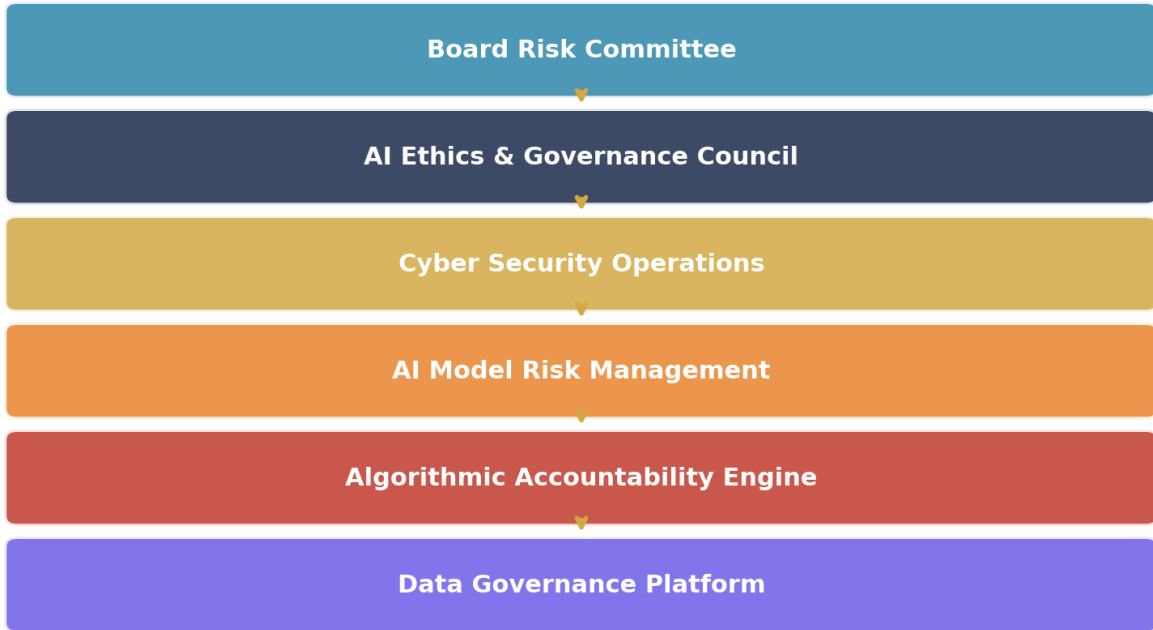 Board Risk Committee
AI Ethics & Governance Council
Cyber Security Operations
AI Model Risk Management
Algorithmic Accountability Engine
Data Governance Platform